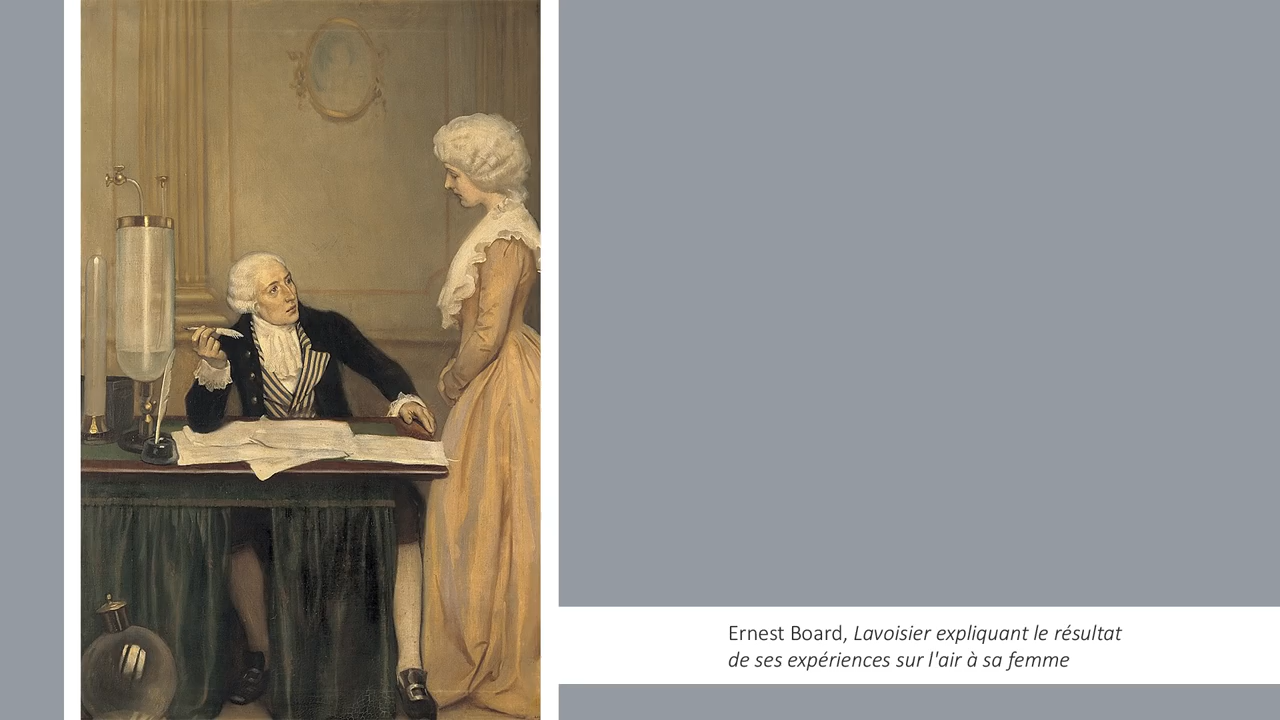 Ernest Board, Lavoisier expliquant le résultat
de ses expériences sur l'air à sa femme